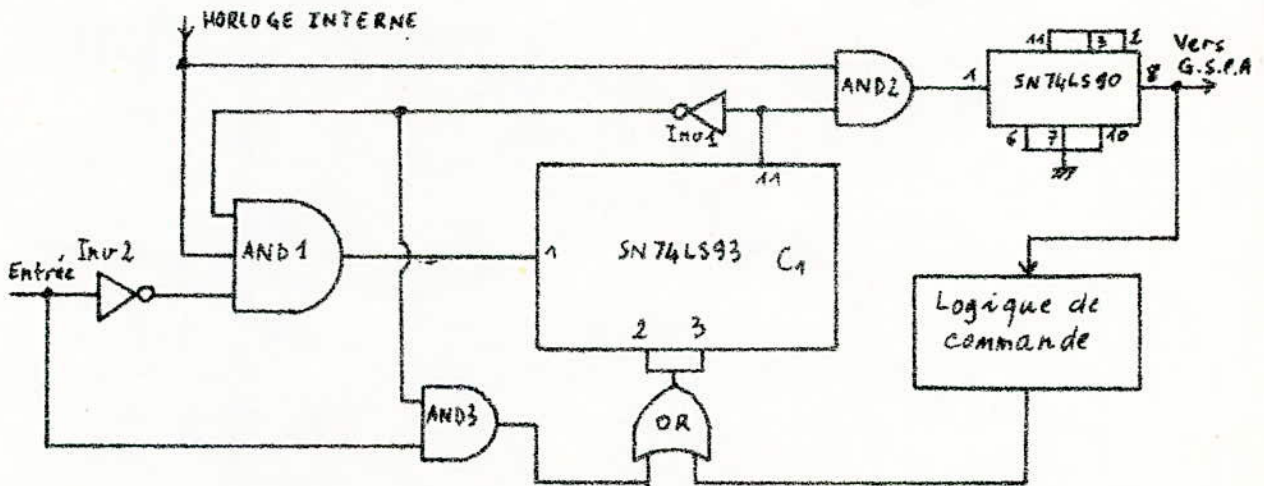 HORLOGE INTERNE
11 3 2
Vers
G.S.P.A
AND2
1
SN74LS90
8
Inv1
6 7 10
11
AND1
Inv2
Entrée
1
SN74LS93
C1
2 3
Logique de
commande
AND3
OR